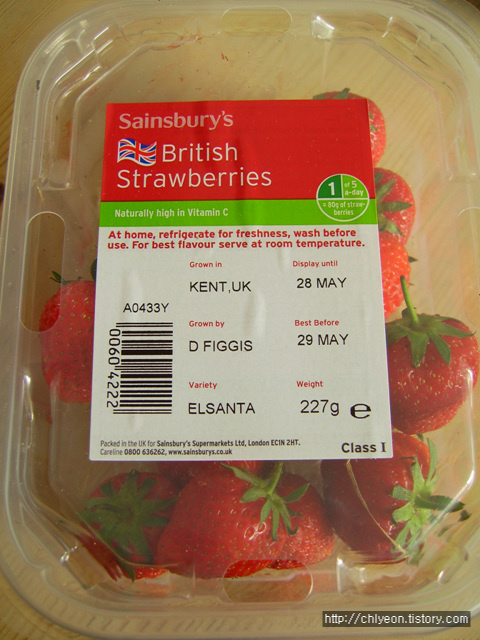 Sainsbury's
British
Strawberries
1 of 5 a-day
= 80g of straw-
berries
Naturally high in Vitamin C
At home, refrigerate for freshness, wash before
use. For best flavour serve at room temperature.
Grown in
Display until
KENT,UK
28 MAY
A0433Y
Grown by
Best Before
D FIGGIS
29 MAY
00604222
Variety
Weight
ELSANTA
227g e
Packed in the UK for Sainsbury's Supermarkets Ltd, London EC1N 2HT.
Careline 0800 636262, www.sainsburys.co.uk
Class I
http://chlyeon.tistory.com